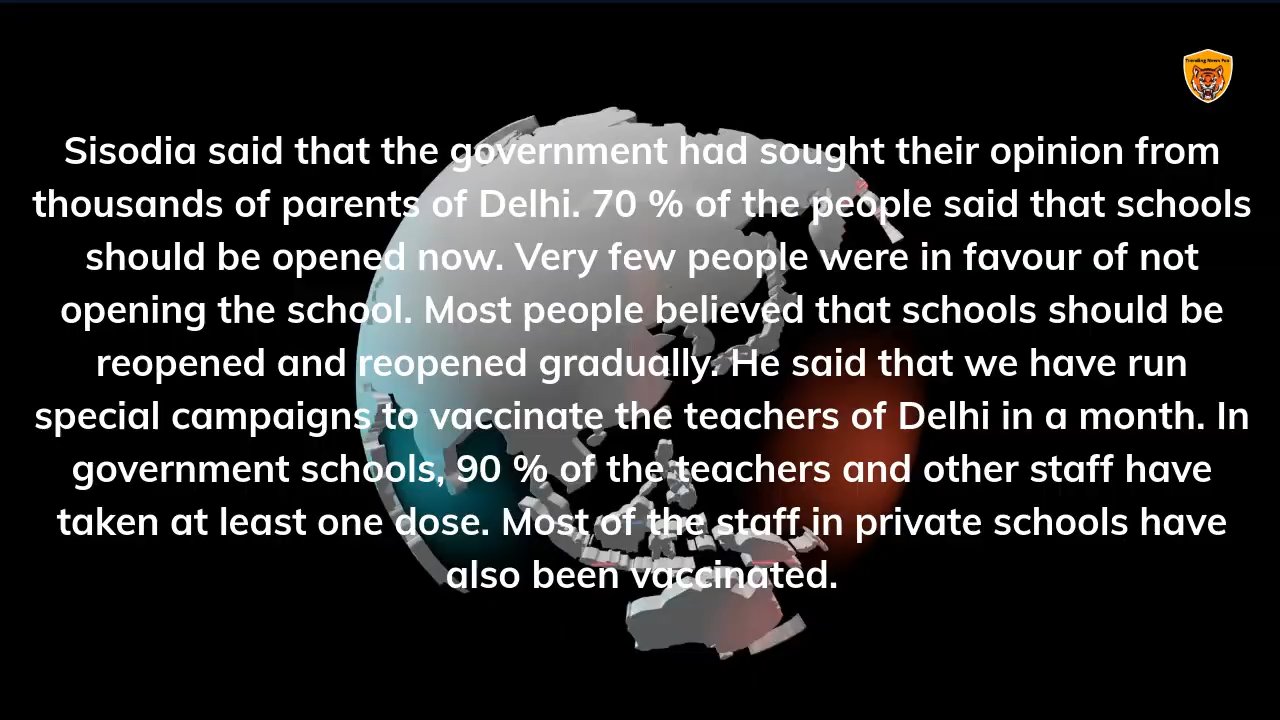 Trending News Fox
Sisodia said that the government had sought their opinion from
thousands of parents of Delhi. 70 % of the people said that schools
should be opened now. Very few people were in favour of not
opening the school. Most people believed that schools should be
reopened and reopened gradually. He said that we have run
special campaigns to vaccinate the teachers of Delhi in a month. In
government schools, 90 % of the teachers and other staff have
taken at least one dose. Most of the staff in private schools have
also been vaccinated.